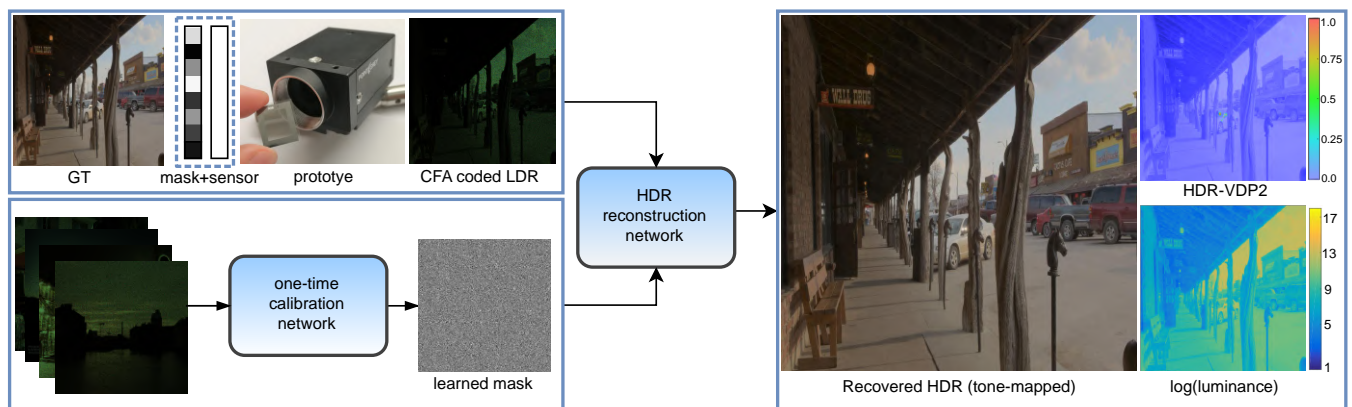 GT
mask+sensor
prototye
CFA coded LDR
one-time
calibration
network
learned mask
HDR
reconstruction
network
WALL DRUG
Recovered HDR (tone-mapped)
1.0
0.75
0.5
0.25
0.0
HDR-VDP2
17
13
9
5
1
log(luminance)